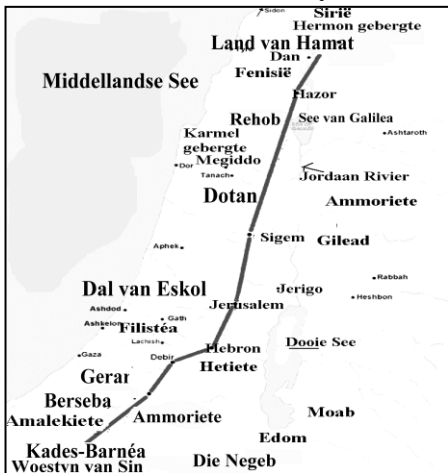 Sidon
Sirië
Hermon gebergte
Land van Hamat
Dan
Fenisië
Middellandse See
Hazor
Rehob
See van Galilea
Karmel
gebergte
Ashtaroth
Megiddo
Dor
Tanach
Jordaan Rivier
Dotan
Ammoriete
Sigem
Gilead
Aphek
Rabbah
Dal van Eskol
Jerigo
Heshbon
Jerusalem
Ashdod
Gath
Ashkelon
Filistéa
Lachish
Hebron
Dooie See
Gaza
Debir
Hetiete
Gerar
Berseba
Moab
Amalekiete
Ammoriete
Edom
Kades-Barnéa
Woestyn van Sin
Die Negeb